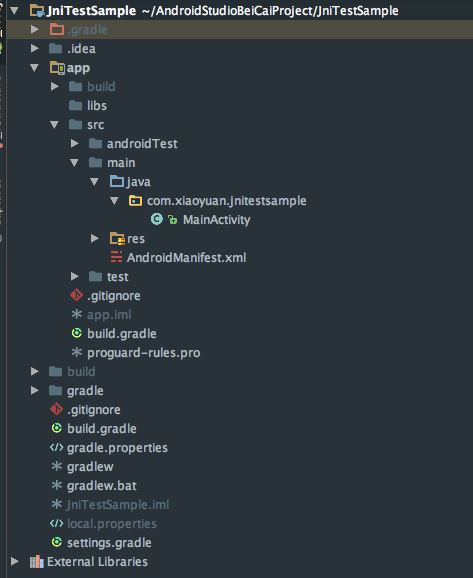 JniTestSample ~/AndroidStudioBeiCaiProject/JniTestSample
.gradle
.idea
app
build
libs
src
androidTest
main
java
com.xiaoyuan.jnitestsample
MainActivity
res
AndroidManifest.xml
test
.gitignore
app.iml
build.gradle
proguard-rules.pro
build
gradle
.gitignore
build.gradle
gradle.properties
gradlew
gradlew.bat
JniTestSample.iml
local.properties
settings.gradle
External Libraries